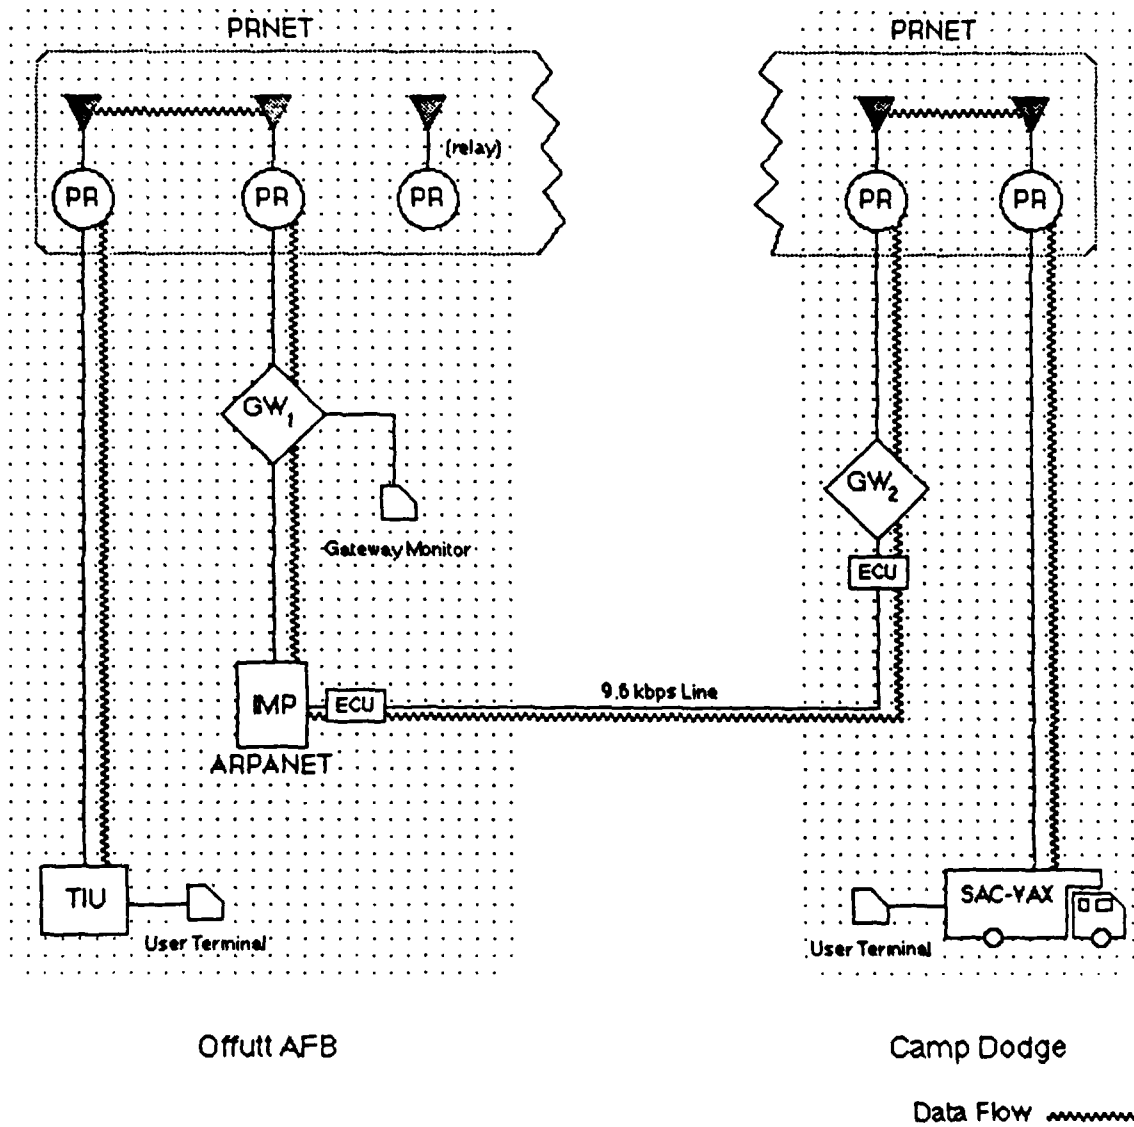 PRNET
PRNET
(relay)
PR
PR
PR
PR
PR
GW1
GW2
Gateway Monitor
ECU
9.6 kbps Line
IMP
ECU
ARPANET
TIU
SAC-VAX
User Terminal
User Terminal
Offutt AFB
Camp Dodge
Data Flow